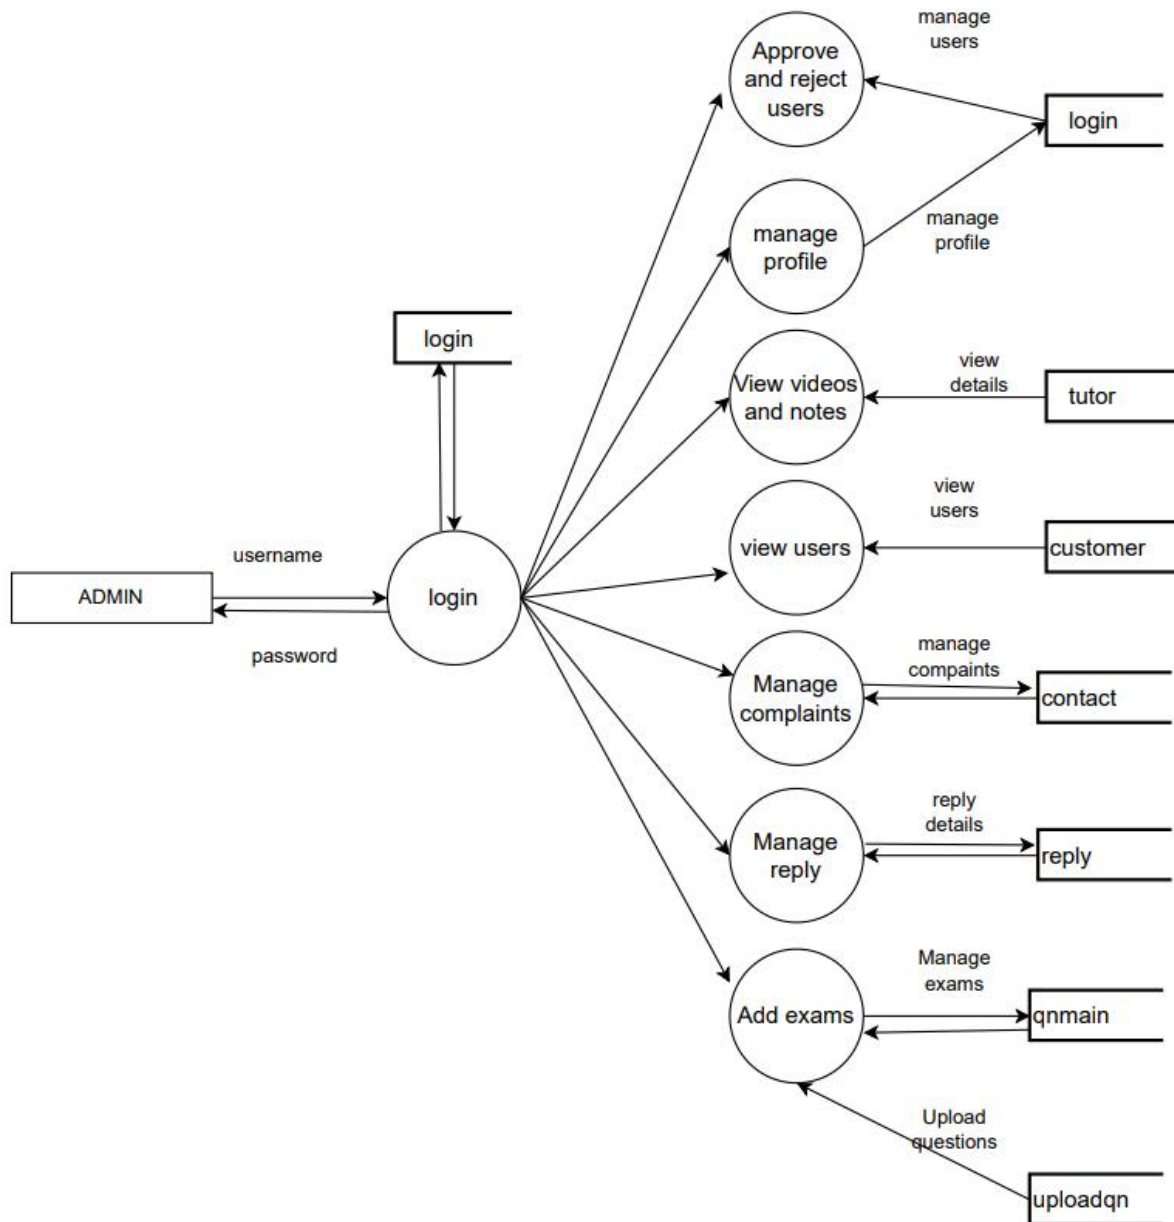 manage
users
Approve
and reject
users
login
manage
profile
manage
profile
login
View videos
and notes
view
details
tutor
view
users
view users
customer
username
ADMIN
login
password
manage
compaints
Manage
complaints
contact
reply
details
Manage
reply
reply
Manage
exams
Add exams
qnmain
Upload
questions
uploadqn